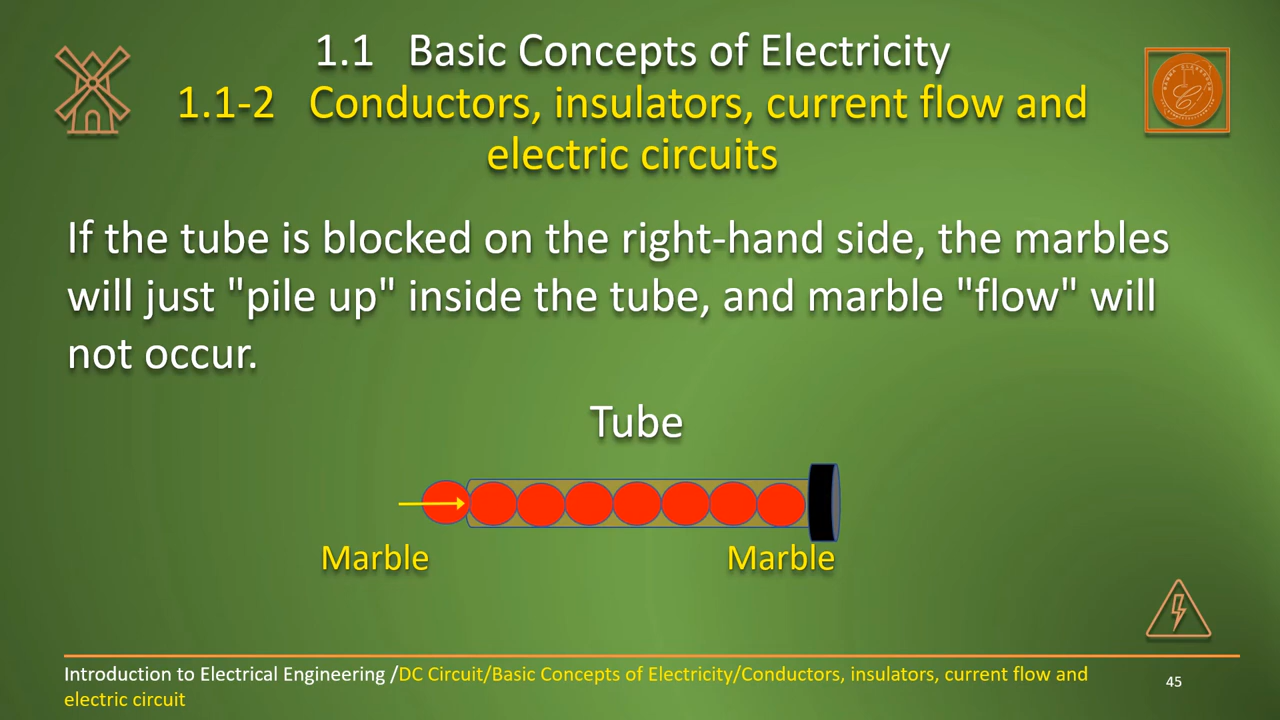 1.1 Basic Concepts of Electricity
1.1-2 Conductors, insulators, current flow and
electric circuits
If the tube is blocked on the right-hand side, the marbles
will just "pile up" inside the tube, and marble "flow" will
not occur.
Tube
Marble
Marble
Introduction to Electrical Engineering /DC Circuit/Basic Concepts of Electricity/Conductors, insulators, current flow and
electric circuit
45